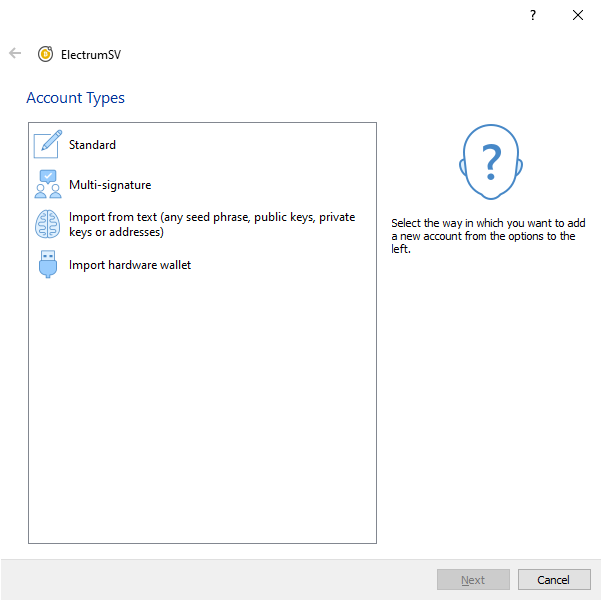 ?
ElectrumSV
Account Types
Standard
Multi-signature
Import from text (any seed phrase, public keys, private
keys or addresses)
Import hardware wallet
?
Select the way in which you want to add
a new account from the options to the
left.
Next
Cancel